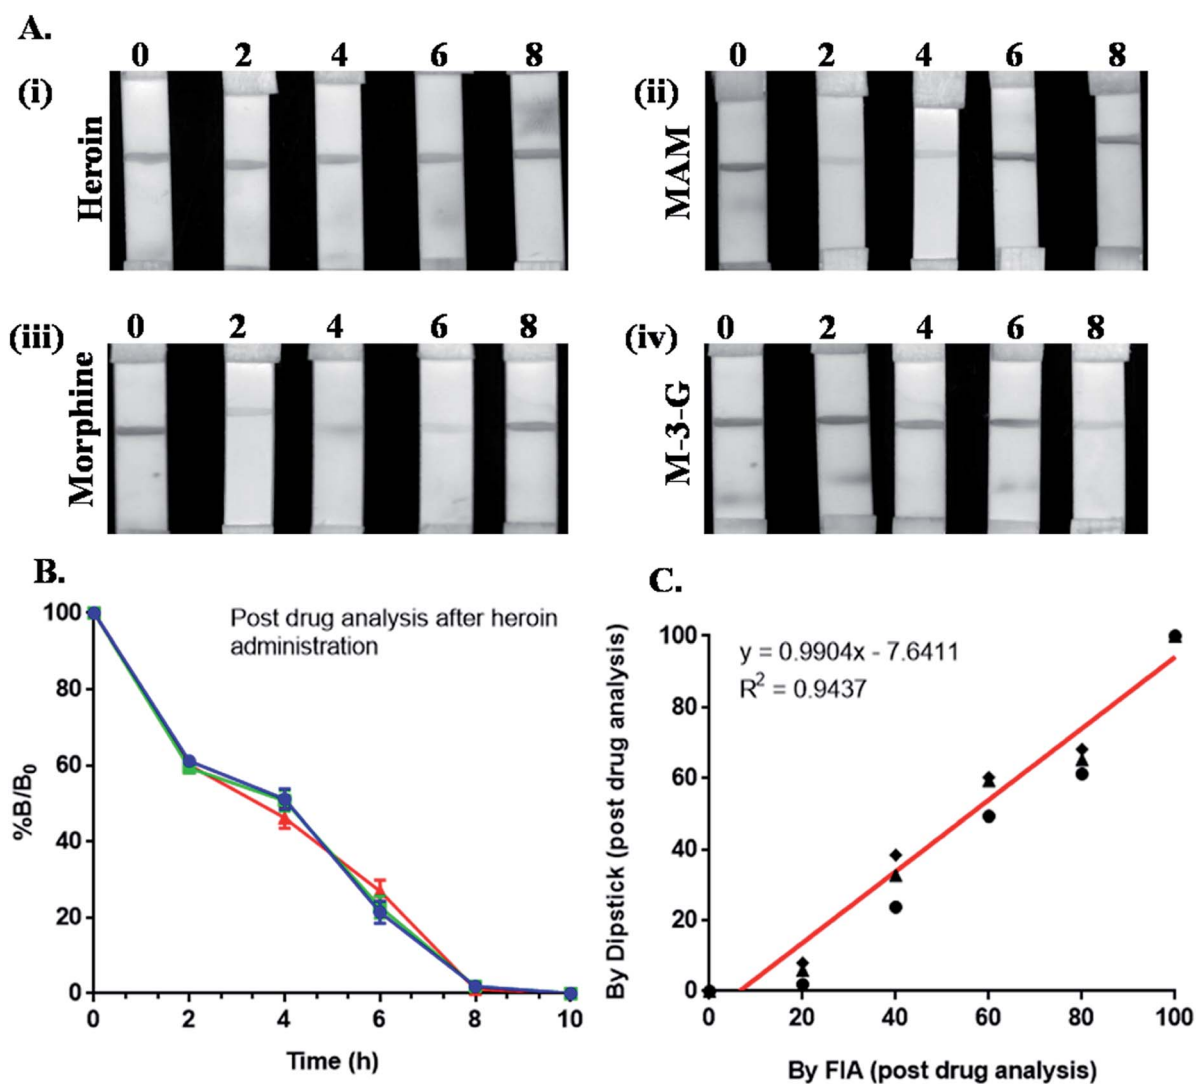 A.
0 2 4 6 8
(i)
Heroin
0 2 4 6 8
(ii)
MAM
0 2 4 6 8
(iii)
Morphine
0 2 4 6 8
(iv)
M-3-G
B.
Post drug analysis after heroin
administration
100
80
60
40
20
0
%B/B0
0 2 4 6 8 10
Time (h)
C.
y = 0.9904x - 7.6411
R2 = 0.9437
100
80
60
40
20
0
By Dipstick (post drug analysis)
0 20 40 60 80 100
By FIA (post drug analysis)